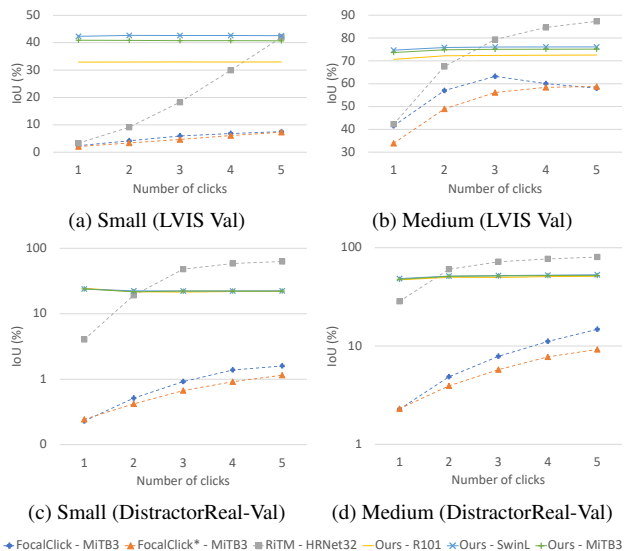 50
40
30
20
10
0
IoU (%)
1 2 3 4 5
Number of clicks
(a) Small (LVIS Val)
90
80
70
60
50
40
30
IoU (%)
1 2 3 4 5
Number of clicks
(b) Medium (LVIS Val)
100
10
1
0
IoU (%)
1 2 3 4 5
Number of clicks
(c) Small (DistractorReal-Val)
100
10
1
IoU (%)
1 2 3 4 5
Number of clicks
(d) Medium (DistractorReal-Val)
FocalClick - MiTB3 FocalClick* - MiTB3 RiTM - HRNet32 Ours - R101 Ours - SwinL Ours - MiTB3